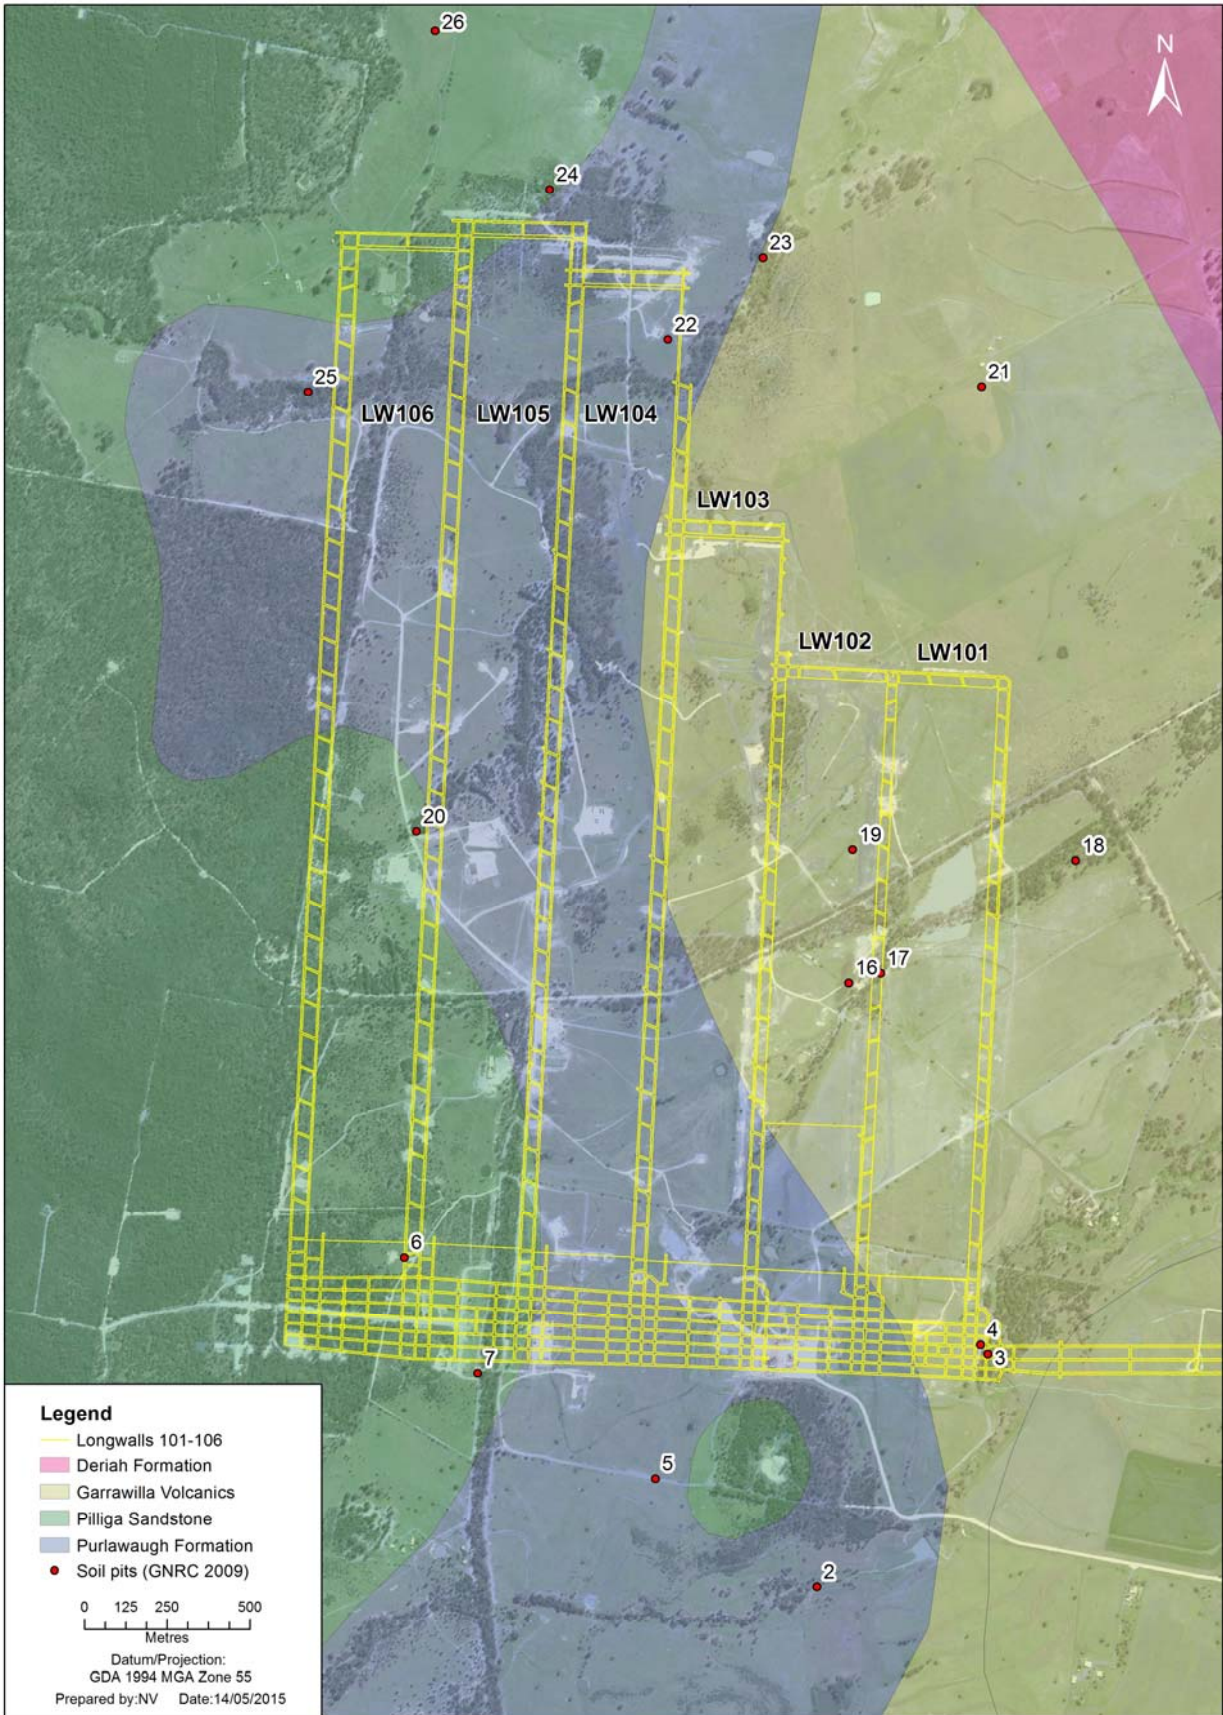 26
N
24
23
22
21
25
LW106
LW105
LW104
LW103
LW102
LW101
20
19
18
16
17
6
4
3
7
5
2
Legend
Longwalls 101-106
Deriah Formation
Garrawilla Volcanics
Pilliga Sandstone
Purlawaugh Formation
Soil pits (GNRC 2009)
0 125 250 500
Metres
Datum/Projection:
GDA 1994 MGA Zone 55
Prepared by:NV Date:14/05/2015